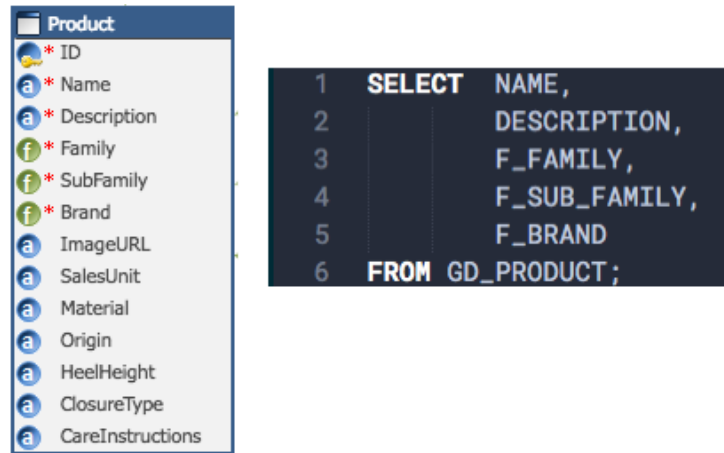 Product
* ID
* Name
* Description
* Family
* SubFamily
* Brand
ImageURL
SalesUnit
Material
Origin
HeelHeight
ClosureType
CareInstructions
1 SELECT NAME,
2 DESCRIPTION,
3 F_FAMILY,
4 F_SUB_FAMILY,
5 F_BRAND
6 FROM GD_PRODUCT;